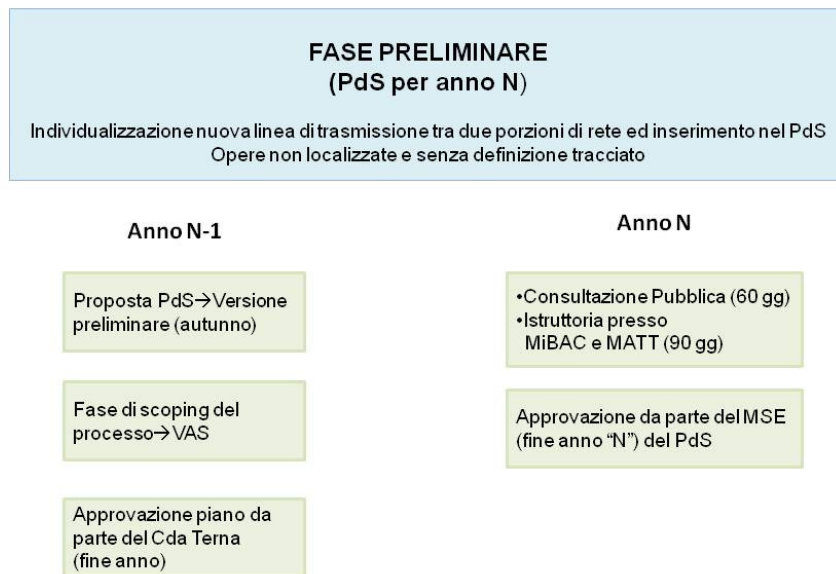 FASE PRELIMINARE
(PdS per anno N)
Individualizzazione nuova linea di trasmissione tra due porzioni di rete ed inserimento nel PdS
Opere non localizzate e senza definizione tracciato
Anno N-1
Proposta PdS→Versione
preliminare (autunno)
Fase di scoping del
processo→VAS
Approvazione piano da
parte del Cda Terna
(fine anno)
Anno N
•Consultazione Pubblica (60 gg)
•Istruttoria presso
MiBAC e MATT (90 gg)
Approvazione da parte del MSE
(fine anno “N”) del PdS